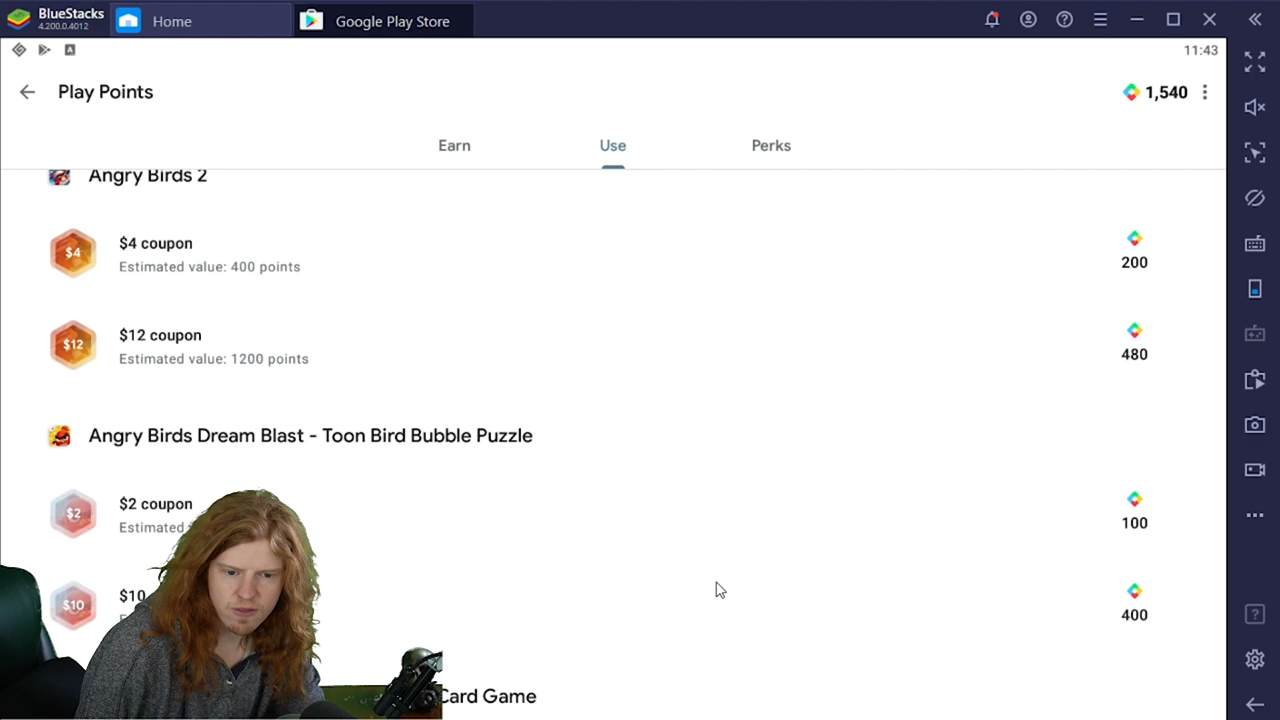 BlueStacks
4.200.0.4012
Home
Google Play Store
11:43
Play Points
1,540
Earn
Use
Perks
Angry Birds 2
$4
$4 coupon
Estimated value: 400 points
200
$12
$12 coupon
Estimated value: 1200 points
480
Angry Birds Dream Blast - Toon Bird Bubble Puzzle
$2
$2 coupon
Estimated
100
$10
$10
400
Card Game